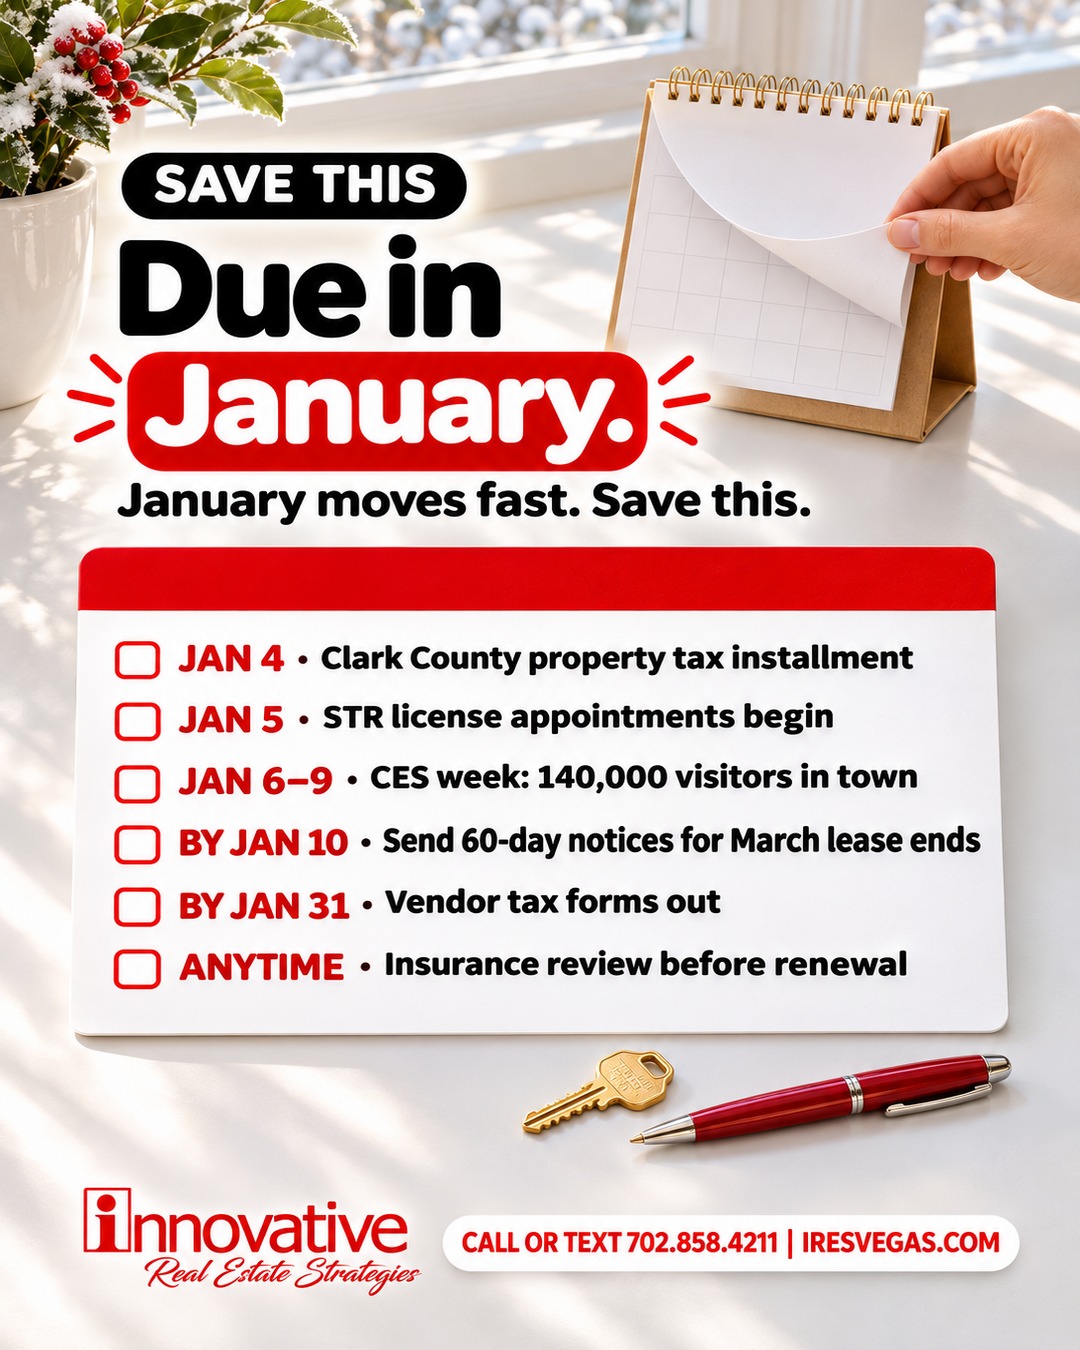 SAVE THIS
Due in
January.
January moves fast. Save this.
JAN 4 • Clark County property tax installment
JAN 5 • STR license appointments begin
JAN 6–9 • CES week: 140,000 visitors in town
BY JAN 10 • Send 60-day notices for March lease ends
BY JAN 31 • Vendor tax forms out
ANYTIME • Insurance review before renewal
innovative
Real Estate Strategies
CALL OR TEXT 702.858.4211 | IRESVEGAS.COM